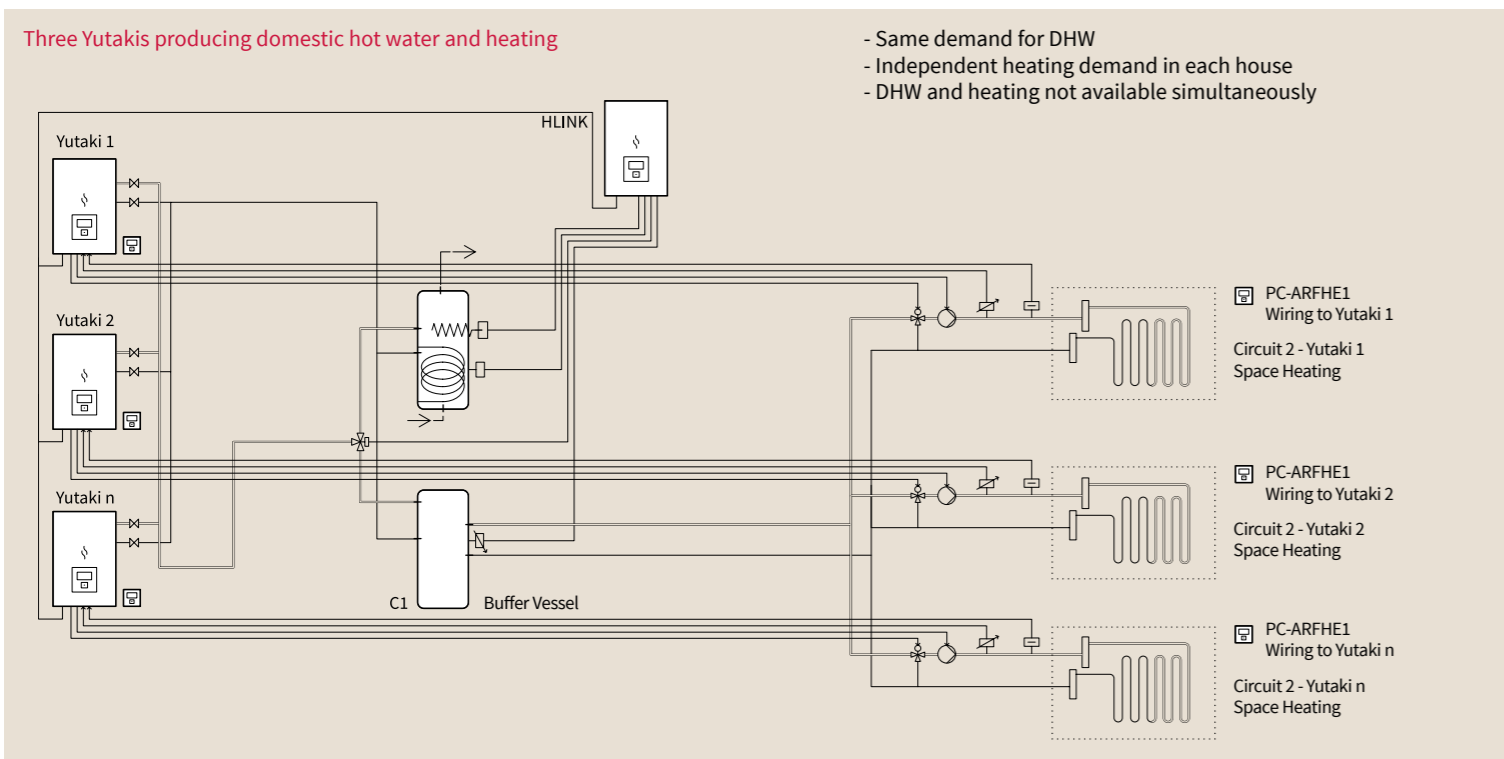 Three Yutakis producing domestic hot water and heating
- Same demand for DHW
- Independent heating demand in each house
- DHW and heating not available simultaneously
HLINK
Yutaki 1
Yutaki 2
Yutaki n
C1
Buffer Vessel
PC-ARFHE1
Wiring to Yutaki 1
Circuit 2 - Yutaki 1
Space Heating
PC-ARFHE1
Wiring to Yutaki 2
Circuit 2 - Yutaki 2
Space Heating
PC-ARFHE1
Wiring to Yutaki n
Circuit 2 - Yutaki n
Space Heating